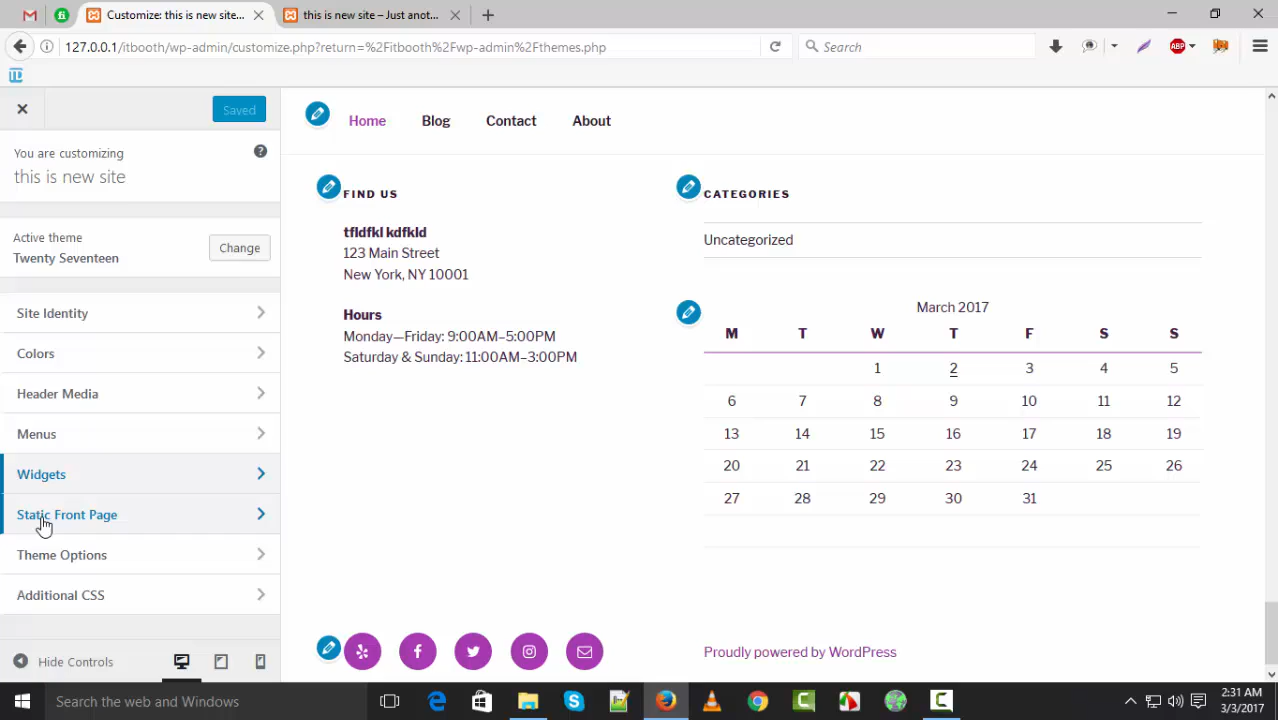 Customize: this is new site...
this is new site – Just anot...
127.0.0.1/itbooth/wp-admin/customize.php?return=%2Fitbooth%2Fwp-admin%2Fthemes.php
Search
ABP
TD
Saved
You are customizing
this is new site
Active theme
Twenty Seventeen
Change
Site Identity
Colors
Header Media
Menus
Widgets
Static Front Page
Theme Options
Additional CSS
Hide Controls
Home Blog Contact About
FIND US
tfldfkl kdfkld
123 Main Street
New York, NY 10001
Hours
Monday—Friday: 9:00AM–5:00PM
Saturday & Sunday: 11:00AM–3:00PM
CATEGORIES
Uncategorized
March 2017
M T W T F S S
1 2 3 4 5
6 7 8 9 10 11 12
13 14 15 16 17 18 19
20 21 22 23 24 25 26
27 28 29 30 31
Proudly powered by WordPress
Search the web and Windows
2:31 AM
3/3/2017